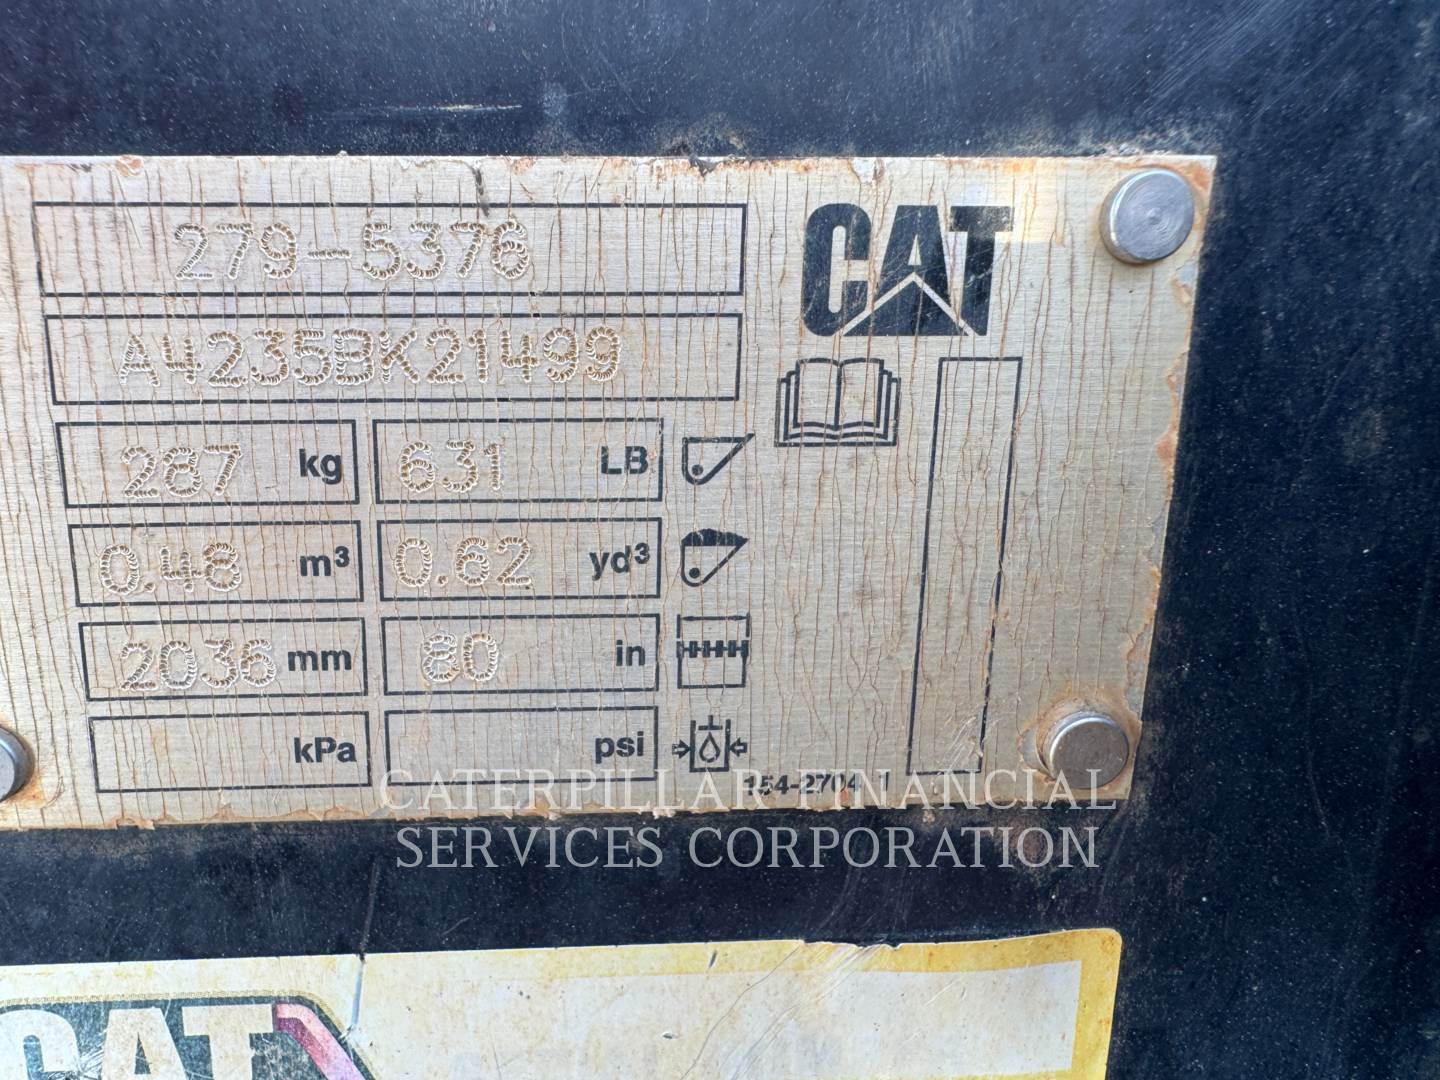 279-5376
CAT
A4235BK21499
287 kg 631 LB
0.48 m³ 0.62 yd³
2036 mm 80 in
kPa psi
154-2704 1
CATERPILLAR FINANCIAL
SERVICES CORPORATION
CAT